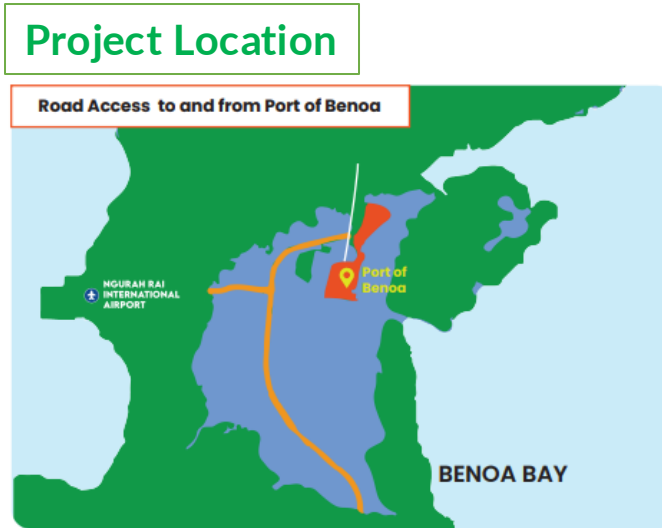 Project Location
Road Access to and from Port of Benoa
Port of
Benoa
NGURAH RAI
INTERNATIONAL
AIRPORT
BENOA BAY